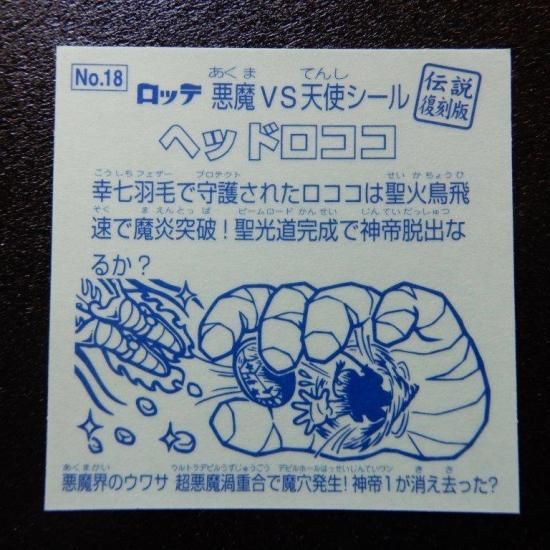 No.18
ロッテ 悪魔VS天使シール
あくま てんし
伝説
復刻版
ヘッドロココ
こうしちフェザー プロテクト せいかちょうひ
幸七羽毛で守護されたロココは聖火鳥飛
そく まえんとっぱ ビームロードかんせい じんていだっしゅつ
速で魔炎突破!聖光道完成で神帝脱出な
るか?
あくまかい ウルトラデビルうずじゅうごう デビルホールはっせい じんていワン きさ
悪魔界のウワサ 超悪魔渦重合で魔穴発生!神帝1が消え去った?